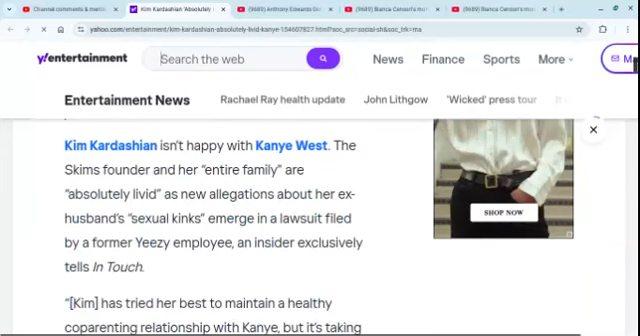 Channel comments & menti
Kim Kardashian 'Absolutely
(9689) Anthony Edwards Go
(9689) Bianca Censori's mo
(9689) Bianca Censori's mo
yahoo.com/entertainment/kim-kardashian-absolutely-livid-kanye-154607827.html?soc_src=social-sh&soc_trk=ma
y!entertainment
Search the web
News
Finance
Sports
More
M
Entertainment News
Rachael Ray health update
John Lithgow
'Wicked' press tour
Kim Kardashian isn't happy with Kanye West. The
Skims founder and her "entire family" are
"absolutely livid" as new allegations about her ex-
husband's "sexual kinks" emerge in a lawsuit filed
by a former Yeezy employee, an insider exclusively
tells In Touch.
"[Kim] has tried her best to maintain a healthy
coparenting relationship with Kanye, but it's taking
SHOP NOW